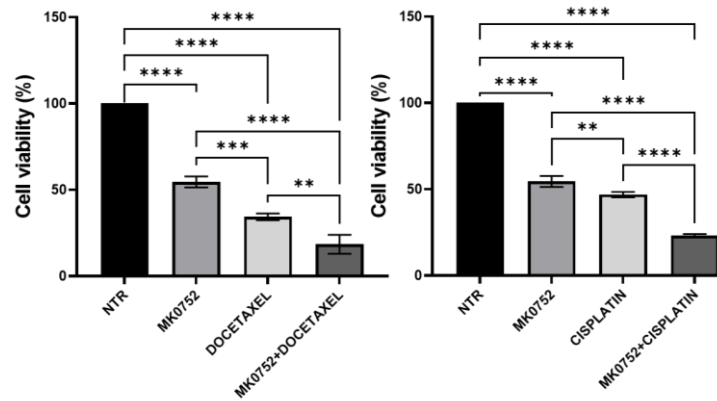 Cell viability (%)
150
100
50
0
****
****
****
****
***
**
NTR
MK0752
DOCETAXEL
MK0752+DOCETAXEL
Cell viability (%)
150
100
50
0
****
****
****
****
**
****
NTR
MK0752
CISPLATIN
MK0752+CISPLATIN